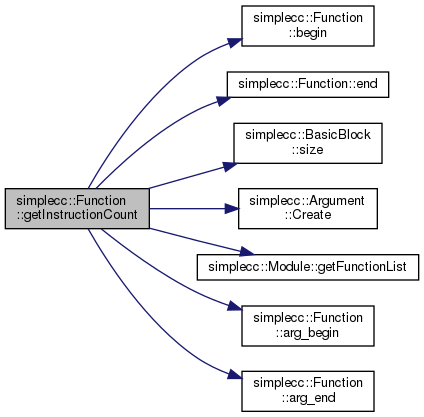 simplecc::Function
::begin
simplecc::Function::end
simplecc::BasicBlock
::size
simplecc::Function
::getInstructionCount
simplecc::Argument
::Create
simplecc::Module::getFunctionList
simplecc::Function
::arg_begin
simplecc::Function
::arg_end